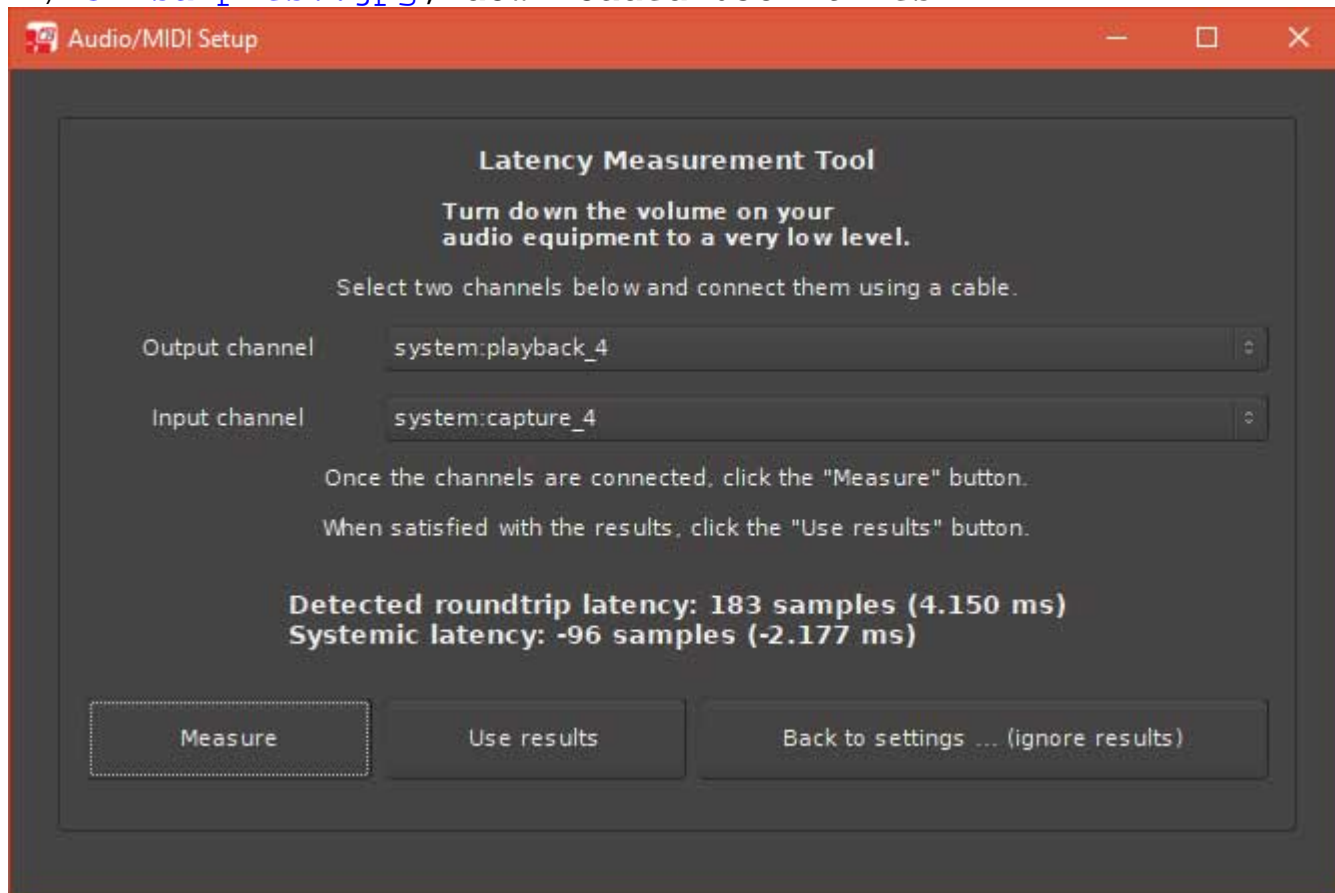 Audio/MIDI Setup
Latency Measurement Tool
Turn down the volume on your
audio equipment to a very low level.
Select two channels below and connect them using a cable.
Output channel system:playback_4
Input channel system:capture_4
Once the channels are connected, click the "Measure" button.
When satisfied with the results, click the "Use results" button.
Detected roundtrip latency: 183 samples (4.150 ms)
Systemic latency: -96 samples (-2.177 ms)
Measure Use results Back to settings ... (ignore results)